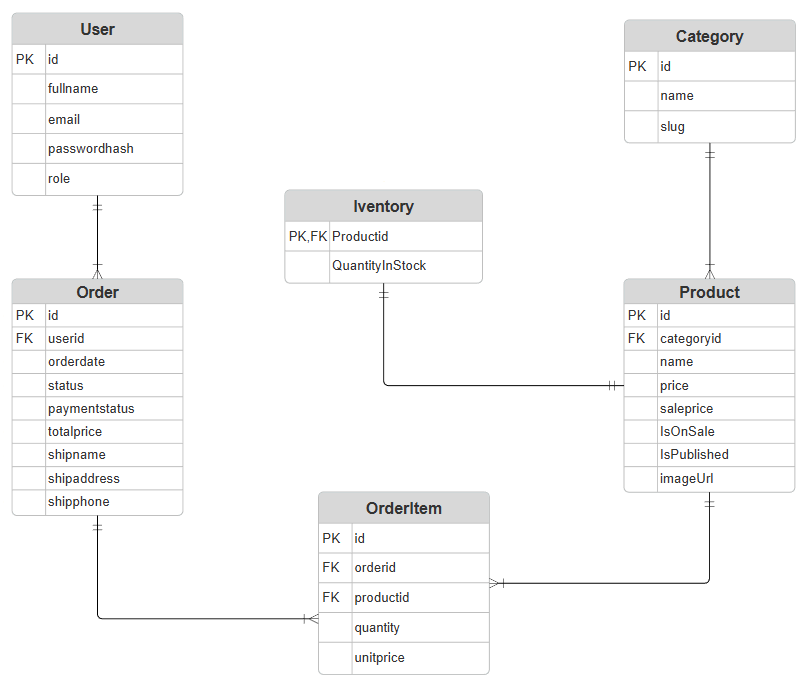 User
PK id
fullname
email
passwordhash
role
Category
PK id
name
slug
Iventory
PK,FK Productid
QuantityInStock
Order
PK id
FK userid
orderdate
status
paymentstatus
totalprice
shipname
shipaddress
shipphone
Product
PK id
FK categoryid
name
price
saleprice
IsOnSale
IsPublished
imageUrl
OrderItem
PK id
FK orderid
FK productid
quantity
unitprice